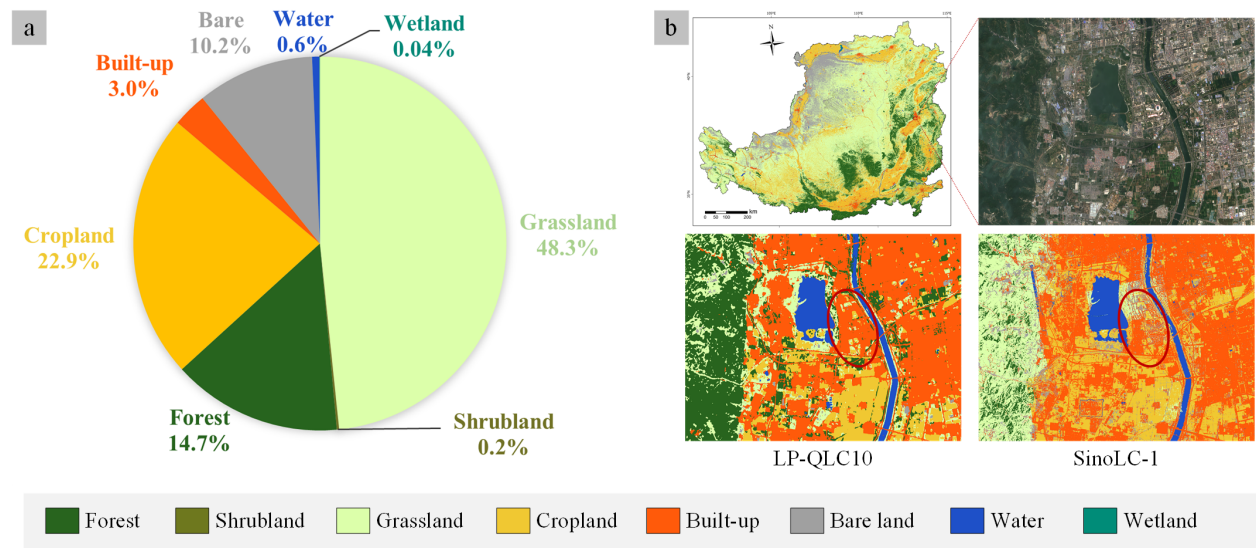 a
Bare
10.2%
Water
0.6%
Wetland
0.04%
Built-up
3.0%
Cropland
22.9%
Grassland
48.3%
Forest
14.7%
Shrubland
0.2%
b
N
km
LP-QLC10
SinoLC-1
Forest
Shrubland
Grassland
Cropland
Built-up
Bare land
Water
Wetland